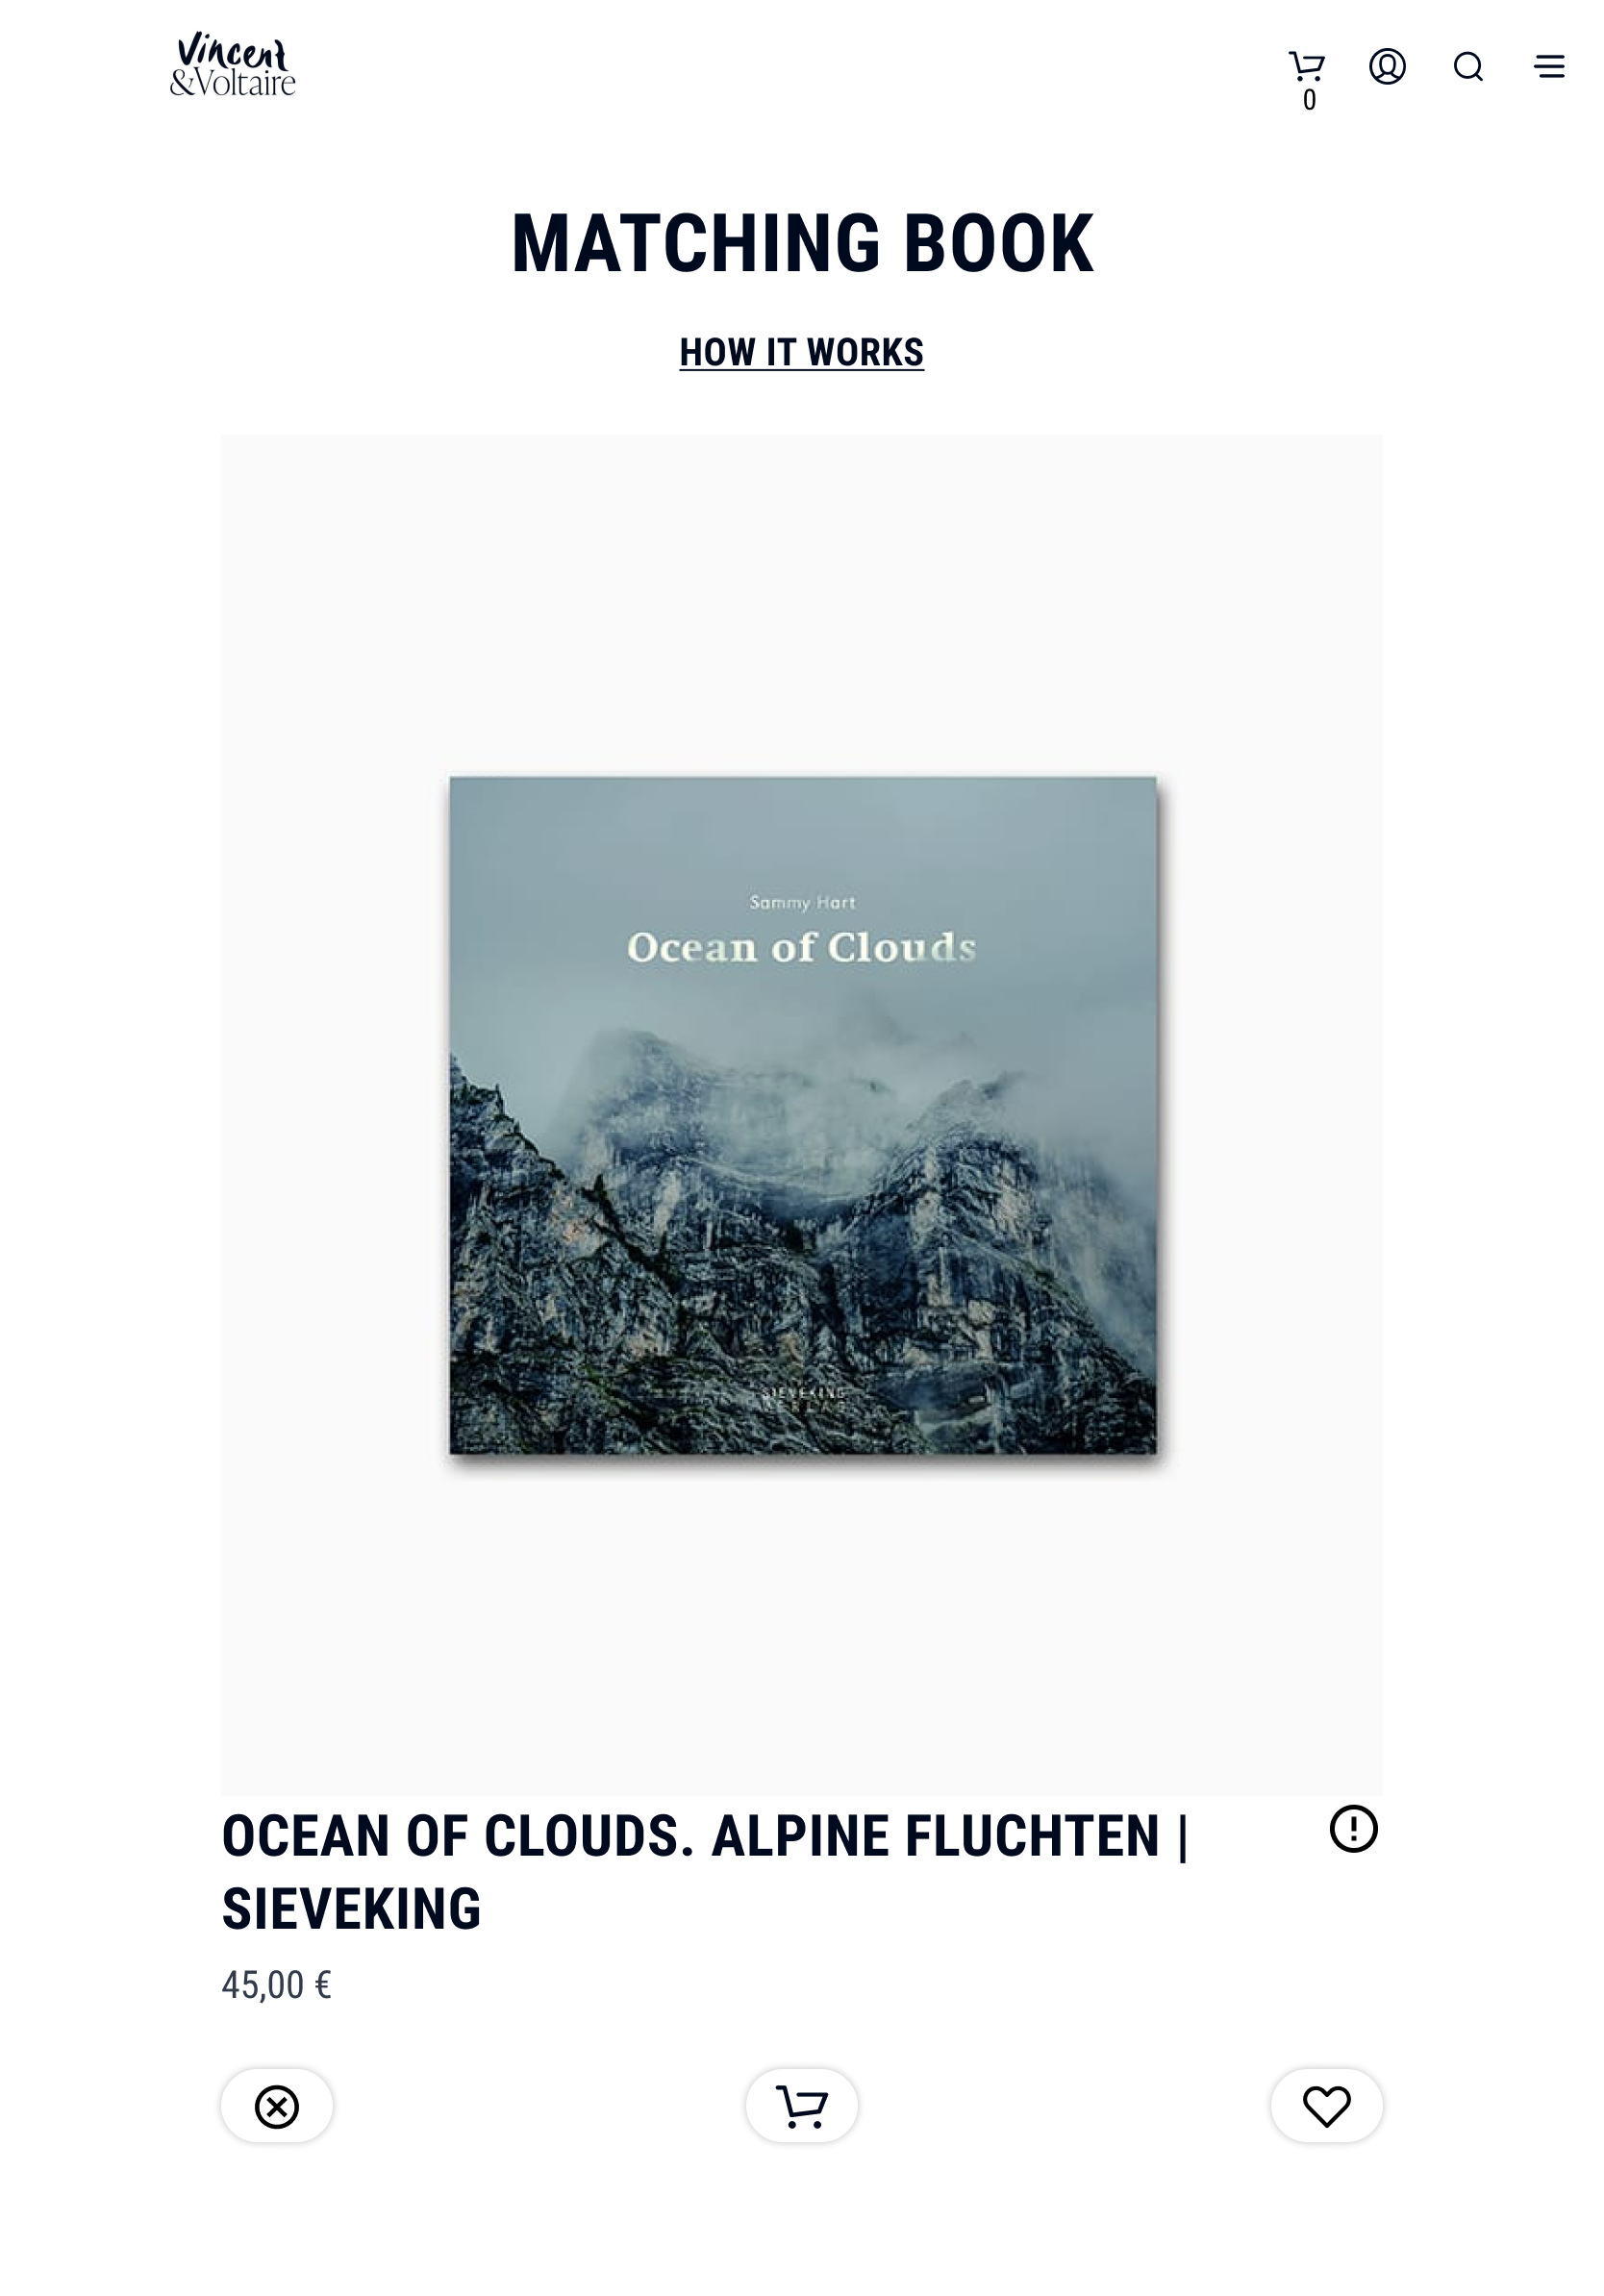 Vincent
&Voltaire
0
MATCHING BOOK
HOW IT WORKS
Sammy Hart
Ocean of Clouds
SIEVEKING
VERLAG
OCEAN OF CLOUDS. ALPINE FLUCHTEN |
SIEVEKING
45,00 €